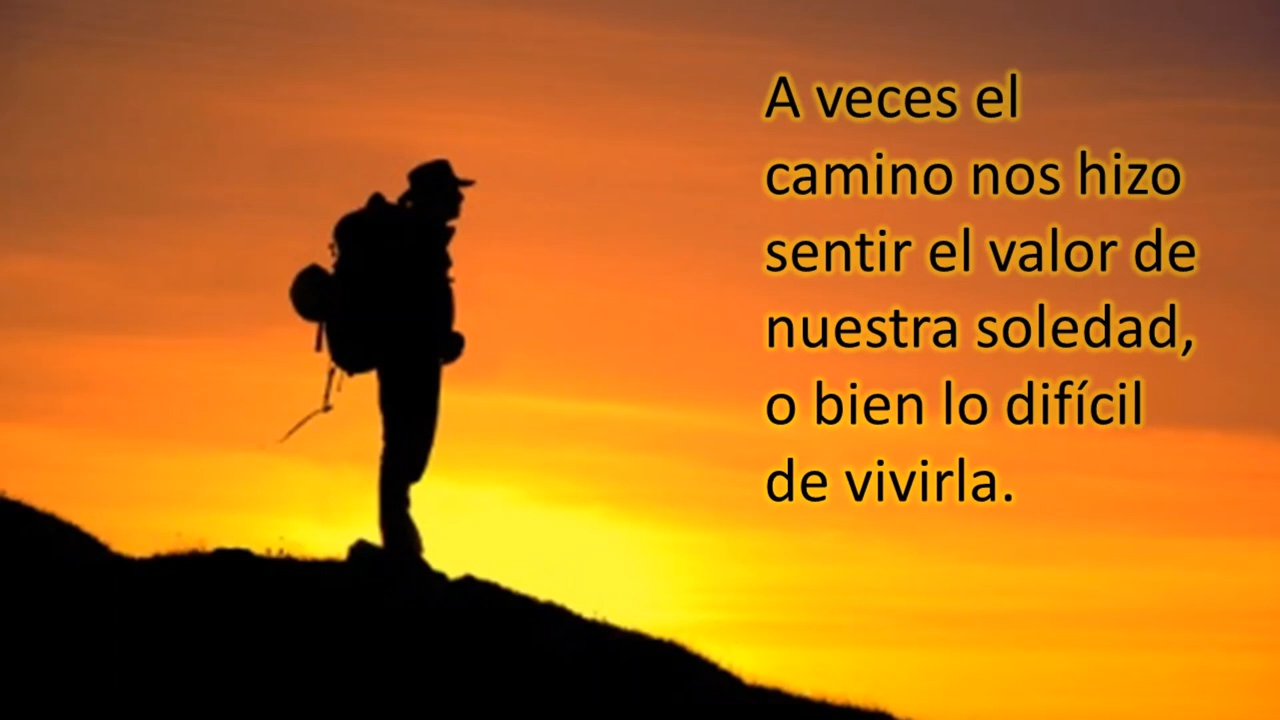 A veces el
camino nos hizo
sentir el valor de
nuestra soledad,
o bien lo difícil
de vivirla.